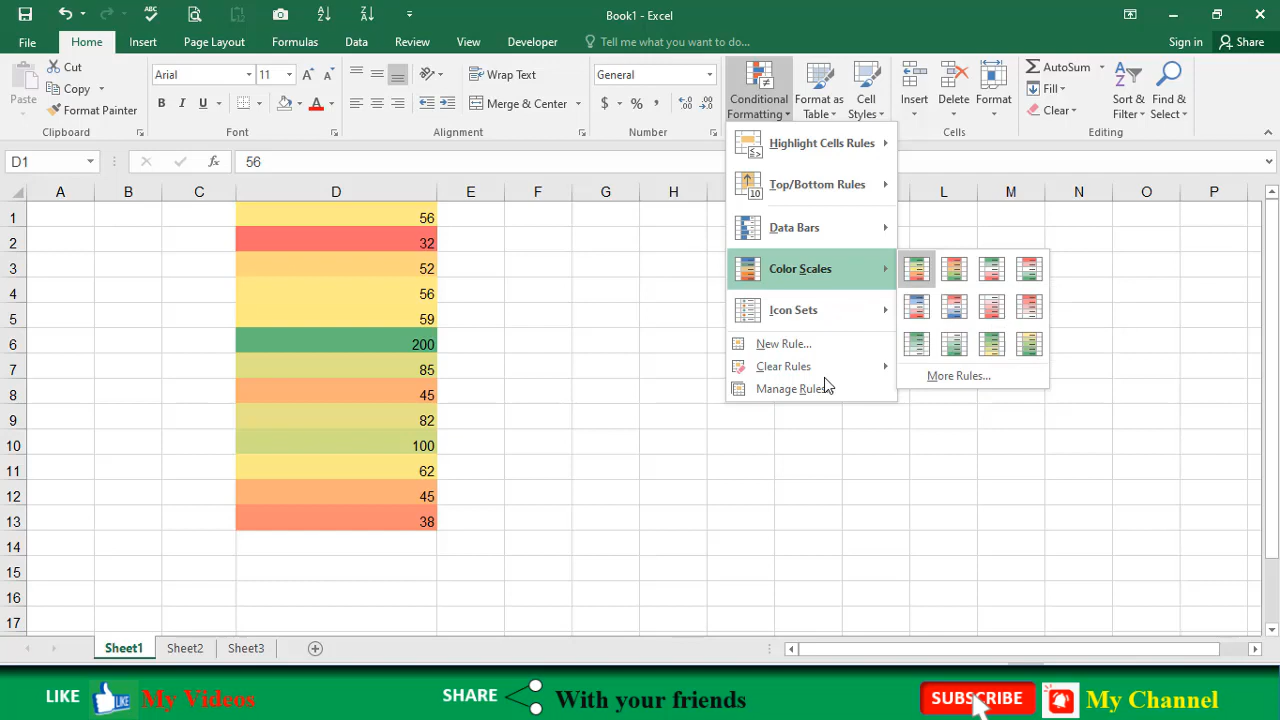 Book1 - Excel
File Home Insert Page Layout Formulas Data Review View Developer Tell me what you want to do... Sign in Share
Paste Cut Copy Format Painter Clipboard
Arial 11 B I U A Font
Wrap Text Merge & Center Alignment
General $ % , Number
Conditional Formatting Format as Table Cell Styles
Insert Delete Format Cells
AutoSum Fill Clear Sort & Filter Find & Select Editing
D1 fx 56
A B C D E F G H L M N O P
1 56
2 32
3 52
4 56
5 59
6 200
7 85
8 45
9 82
10 100
11 62
12 45
13 38
14
15
16
17
Highlight Cells Rules
Top/Bottom Rules
Data Bars
Color Scales
Icon Sets
New Rule...
Clear Rules
Manage Rules
More Rules...
Sheet1 Sheet2 Sheet3
LIKE LIKE My Videos SHARE With your friends SUBSCRIBE My Channel